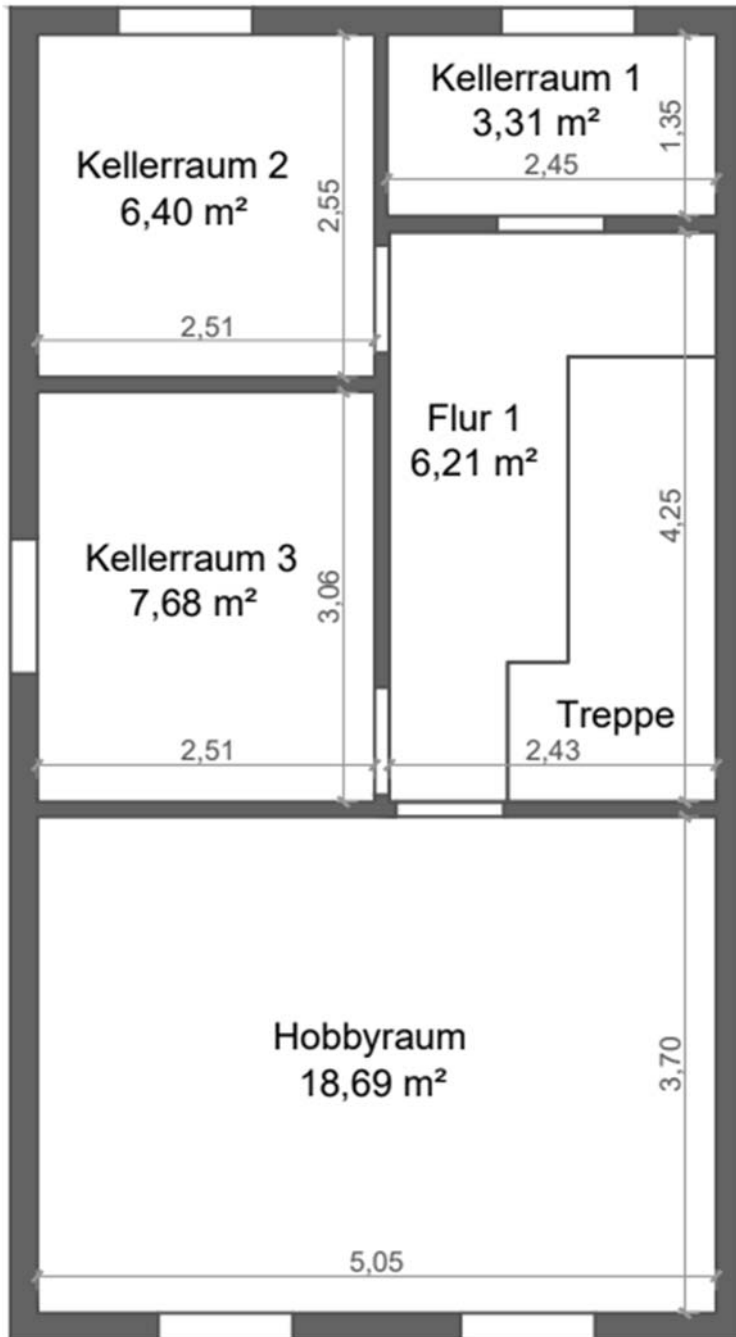 Kellerraum 1
3,31 m²
1,35
2,45
Kellerraum 2
6,40 m²
2,55
2,51
Flur 1
6,21 m²
4,25
Kellerraum 3
7,68 m²
3,06
2,51
Treppe
2,43
Hobbyraum
18,69 m²
3,70
5,05